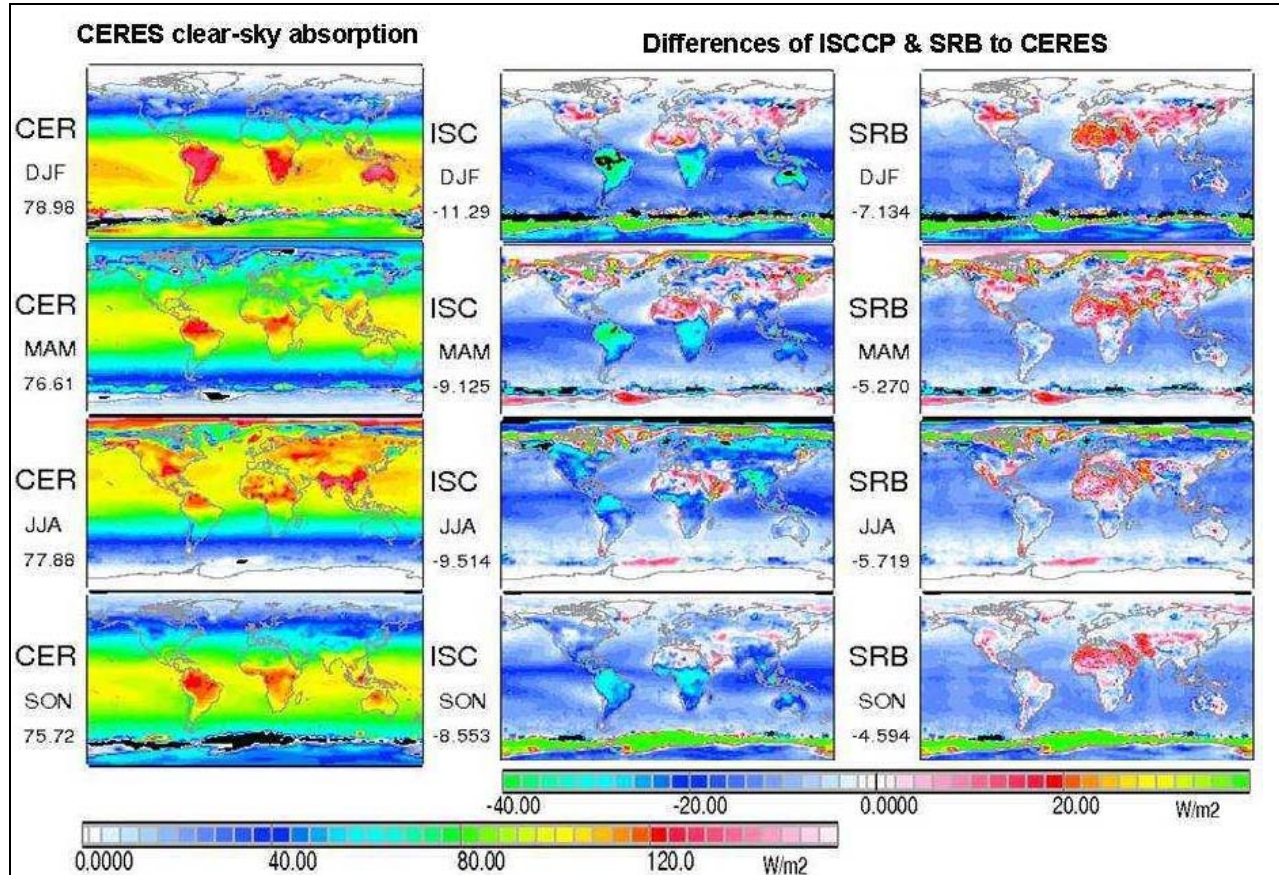 CERES clear-sky absorption
Differences of ISCCP & SRB to CERES
CER
DJF
78.98
ISC
DJF
-11.29
SRB
DJF
-7.134
CER
MAM
76.61
ISC
MAM
-9.125
SRB
MAM
-5.270
CER
JJA
77.88
ISC
JJA
-9.514
SRB
JJA
-5.719
CER
SON
75.72
ISC
SON
-8.553
SRB
SON
-4.594
-40.00 -20.00 0.0000 20.00 W/m2
0.0000 40.00 80.00 120.0 W/m2